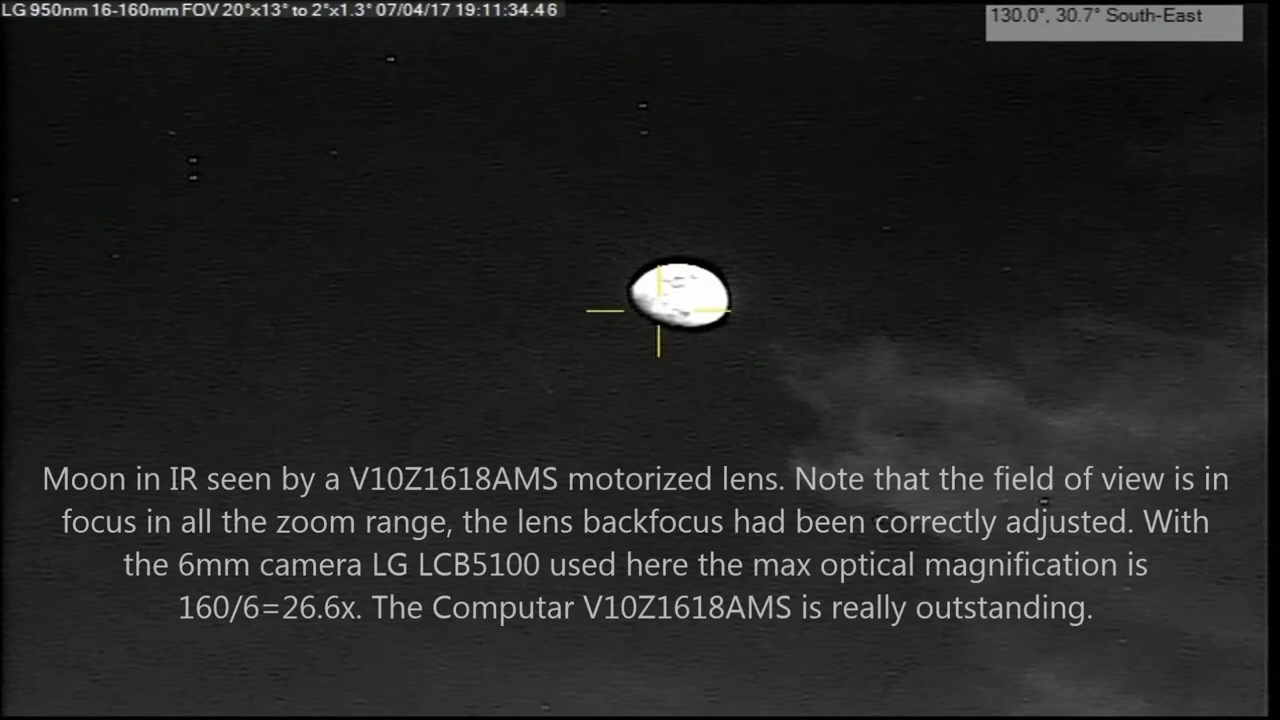 LG 950nm 16-160mm FOV 20°x13° to 2°x1.3° 07/04/17 19:11:34.46
130.0°, 30.7° South-East
Moon in IR seen by a V10Z1618AMS motorized lens. Note that the field of view is in
focus in all the zoom range, the lens backfocus had been correctly adjusted. With
the 6mm camera LG LCB5100 used here the max optical magnification is
160/6=26.6x. The Computar V10Z1618AMS is really outstanding.